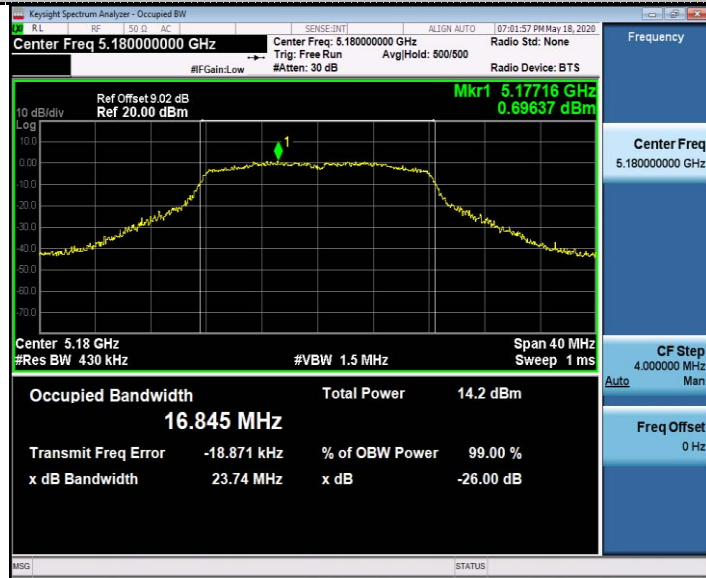 Keysight Spectrum Analyzer - Occupied BW
RL RF 50 Ω AC SENSE:INT ALIGN AUTO 07:01:57 PM May 18, 2020
Center Freq 5.180000000 GHz
Center Freq: 5.180000000 GHz
Radio Std: None
Trig: Free Run Avg|Hold: 500/500
#IFGain:Low #Atten: 30 dB Radio Device: BTS
Frequency
Ref Offset 9.02 dB
10 dB/div Ref 20.00 dBm
Mkr1 5.17716 GHz
0.69637 dBm
Log
10.0
0.00
-10.0
-20.0
-30.0
-40.0
-50.0
-60.0
-70.0
1
Center 5.18 GHz Span 40 MHz
#Res BW 430 kHz #VBW 1.5 MHz Sweep 1 ms
Occupied Bandwidth Total Power 14.2 dBm
16.845 MHz
Transmit Freq Error -18.871 kHz % of OBW Power 99.00 %
x dB Bandwidth 23.74 MHz x dB -26.00 dB
Center Freq
5.180000000 GHz
CF Step
4.000000 MHz
Auto Man
Freq Offset
0 Hz
MSG STATUS